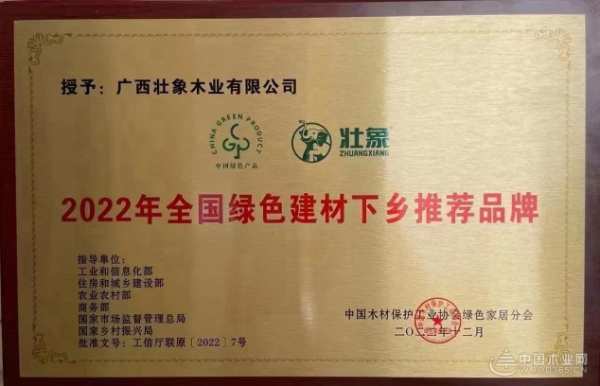 授予：广西壮象木业有限公司
CHINA GREEN PRODUCT
中国绿色产品
壮象
ZHUANGXIANG
2022年全国绿色建材下乡推荐品牌
指导单位：
工业和信息化部
住房和城乡建设部
农业农村部
商务部
国家市场监督管理总局
国家乡村振兴局
批准文号：工信厅联原〔2022〕7号
中国木材保护工业协会绿色家居分会
二〇二二年十二月
中国木业网